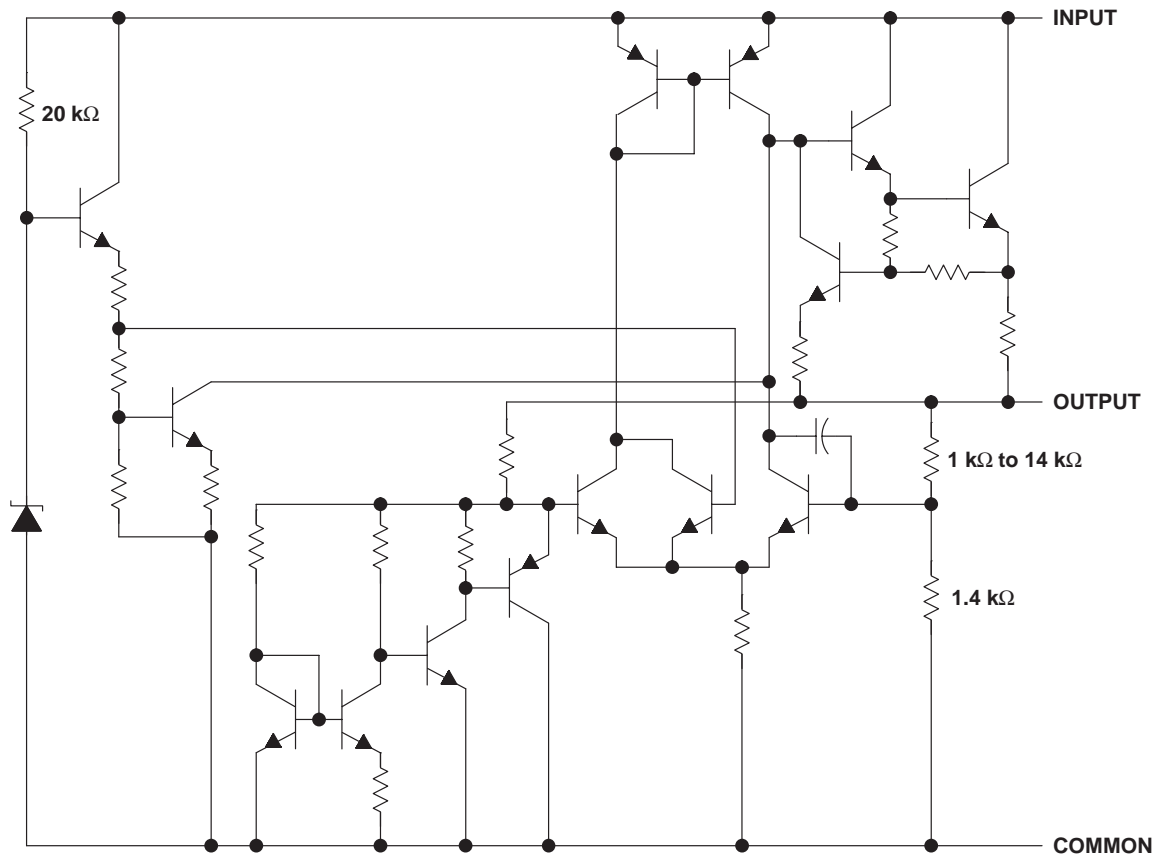 INPUT
20 kΩ
OUTPUT
1 kΩ to 14 kΩ
1.4 kΩ
COMMON